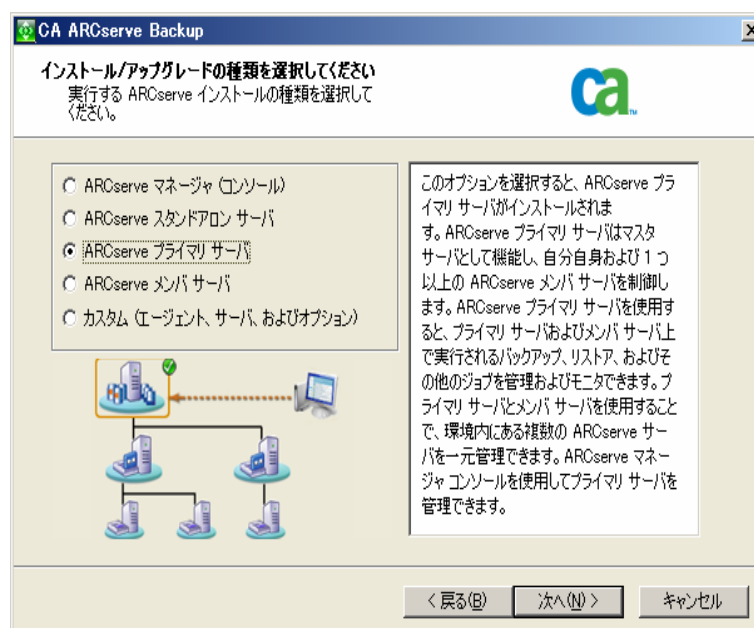 CA ARCserve Backup
インストール/アップグレードの種類を選択してください
実行する ARCserve インストールの種類を選択して
ください。
ca
ARCserve マネージャ (コンソール)
ARCserve スタンドアロン サーバ
ARCserve プライマリ サーバ
ARCserve メンバ サーバ
カスタム (エージェント、サーバ、およびオプション)
このオプションを選択すると、ARCserve プラ
イマリ サーバがインストールされま
す。ARCserve プライマリ サーバはマスタ
サーバとして機能し、自分自身および 1 つ
以上の ARCserve メンバ サーバを制御し
ます。ARCserve プライマリ サーバを使用す
ると、プライマリ サーバおよびメンバ サーバ上
で実行されるバックアップ、リストア、およびそ
の他のジョブを管理およびモニタできます。プ
ライマリ サーバとメンバ サーバを使用すること
で、環境内にある複数の ARCserve サー
バを一元管理できます。ARCserve マネー
ジャ コンソールを使用してプライマリ サーバを
管理できます。
< 戻る(B)
次へ(N) >
キャンセル